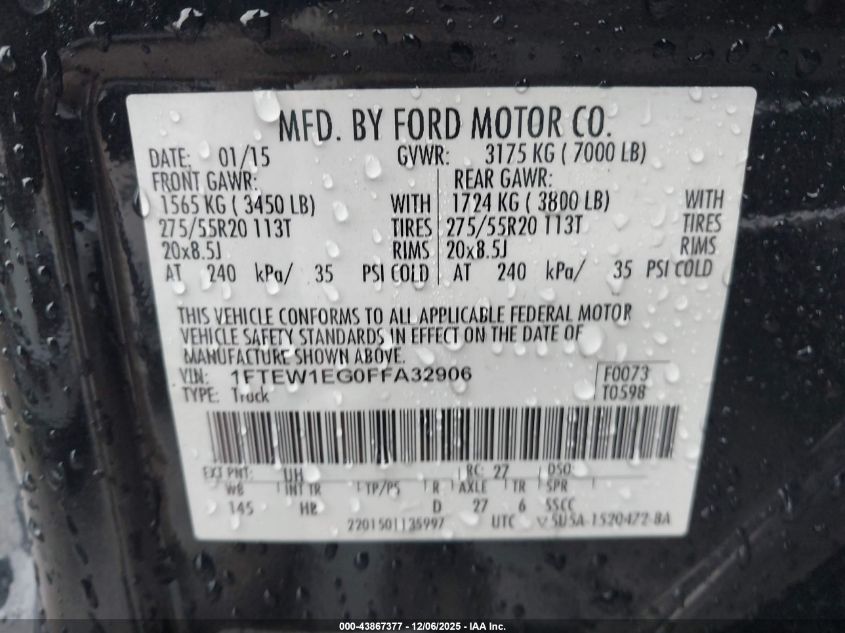 MFD. BY FORD MOTOR CO.
DATE: 01/15 GVWR: 3175 KG ( 7000 LB)
FRONT GAWR: REAR GAWR:
1565 KG ( 3450 LB) WITH 1724 KG ( 3800 LB) WITH
275/55R20 113T TIRES 275/55R20 113T TIRES
20x8.5J RIMS 20x8.5J RIMS
AT 240 kPa/ 35 PSI COLD AT 240 kPa/ 35 PSI COLD
THIS VEHICLE CONFORMS TO ALL APPLICABLE FEDERAL MOTOR
VEHICLE SAFETY STANDARDS IN EFFECT ON THE DATE OF
MANUFACTURE SHOWN ABOVE.
VIN: 1FTEW1EG0FFA32906 F0073
TYPE: Truck T0598
EXT PNT: UH RC: 27 DSO:
WB INT TR TP/PS R AXLE TR SPR
145 HB D 27 6 SSCC
2201501135997 UTC 5U5A-1520472-BA
000-43867377 - 12/06/2025 - IAA Inc.